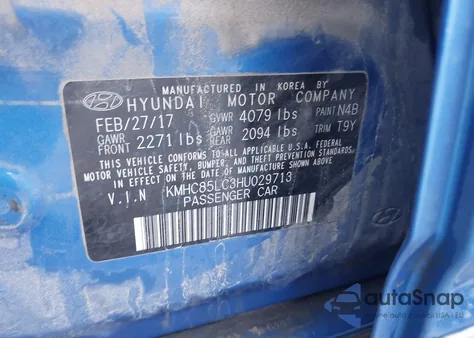 MANUFACTURED IN KOREA BY
HYUNDAI MOTOR COMPANY
FEB/27/17 GVWR 4079 lbs PAINT N4B
GAWR FRONT 2271 lbs GAWR REAR 2094 lbs TRIM T9Y
THIS VEHICLE CONFORMS TO ALL APPLICABLE FEDERAL
MOTOR VEHICLE SAFETY, BUMPER, AND THEFT PREVENTION
STANDARDS IN EFFECT ON THE DATE OF
MANUFACTURE SHOWN ABOVE.
V.I.N KMHC85LC3HU029713
PASSENGER CAR
autoSnap